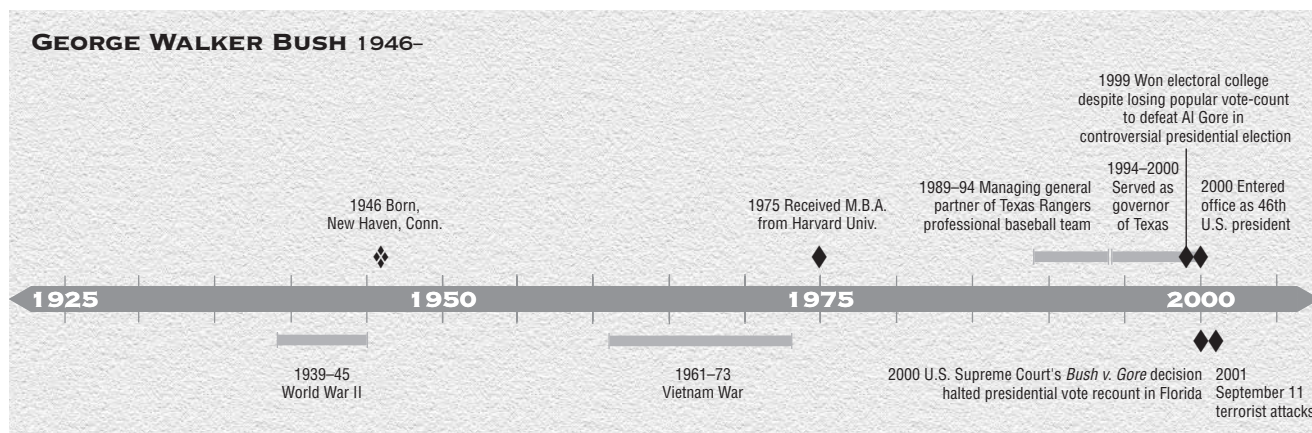 GEORGE WALKER BUSH 1946–
1999 Won electoral college
despite losing popular vote-count
to defeat Al Gore in
controversial presidential election
1946 Born,
New Haven, Conn.
1975 Received M.B.A.
from Harvard Univ.
1989–94 Managing general
partner of Texas Rangers
professional baseball team
1994–2000
Served as
governor
of Texas
2000 Entered
office as 46th
U.S. president
1925 1950 1975 2000
1939–45
World War II
1961–73
Vietnam War
2000 U.S. Supreme Court's Bush v. Gore decision
halted presidential vote recount in Florida
2001
September 11
terrorist attacks